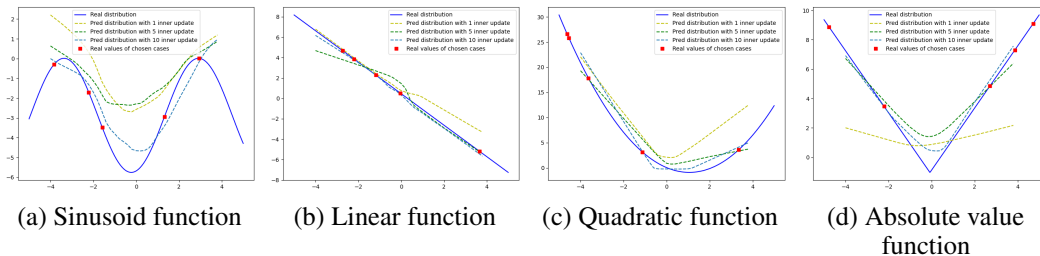 Real distribution
Pred distribution with 1 inner update
Pred distribution with 5 inner update
Pred distribution with 10 inner update
Real values of chosen cases
2
1
0
−1
−2
−3
−4
−5
−6
−4 −2 0 2 4
(a) Sinusoid function
Real distribution
Pred distribution with 1 inner update
Pred distribution with 5 inner update
Pred distribution with 10 inner update
Real values of chosen cases
8
6
4
2
0
−2
−4
−6
−8
−4 −2 0 2 4
(b) Linear function
Real distribution
Pred distribution with 1 inner update
Pred distribution with 5 inner update
Pred distribution with 10 inner update
Real values of chosen cases
30
25
20
15
10
5
0
−4 −2 0 2 4
(c) Quadratic function
Real distribution
Pred distribution with 1 inner update
Pred distribution with 5 inner update
Pred distribution with 10 inner update
Real values of chosen cases
10
8
6
4
2
0
−4 −2 0 2 4
(d) Absolute value
function